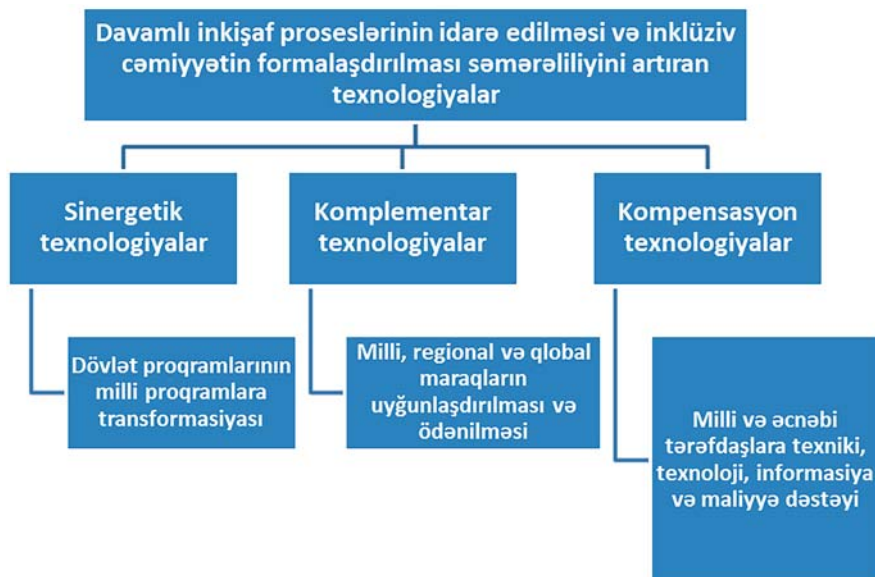 Davamlı inkişaf proseslərinin idarə edilməsi və inklüziv
cəmiyyətin formalaşdırılması səmərəliliyini artıran
texnologiyalar
Sinergetik
texnologiyalar
Komplementar
texnologiyalar
Kompensasyon
texnologiyalar
Dövlət proqramlarının
milli proqramlara
transformasiyası
Milli, regional və qlobal
maraqların
uyğunlaşdırılması və
ödənilməsi
Milli və əcnəbi
tərəfdaşlara texniki,
texnoloji, informasiya
və maliyyə dəstəyi